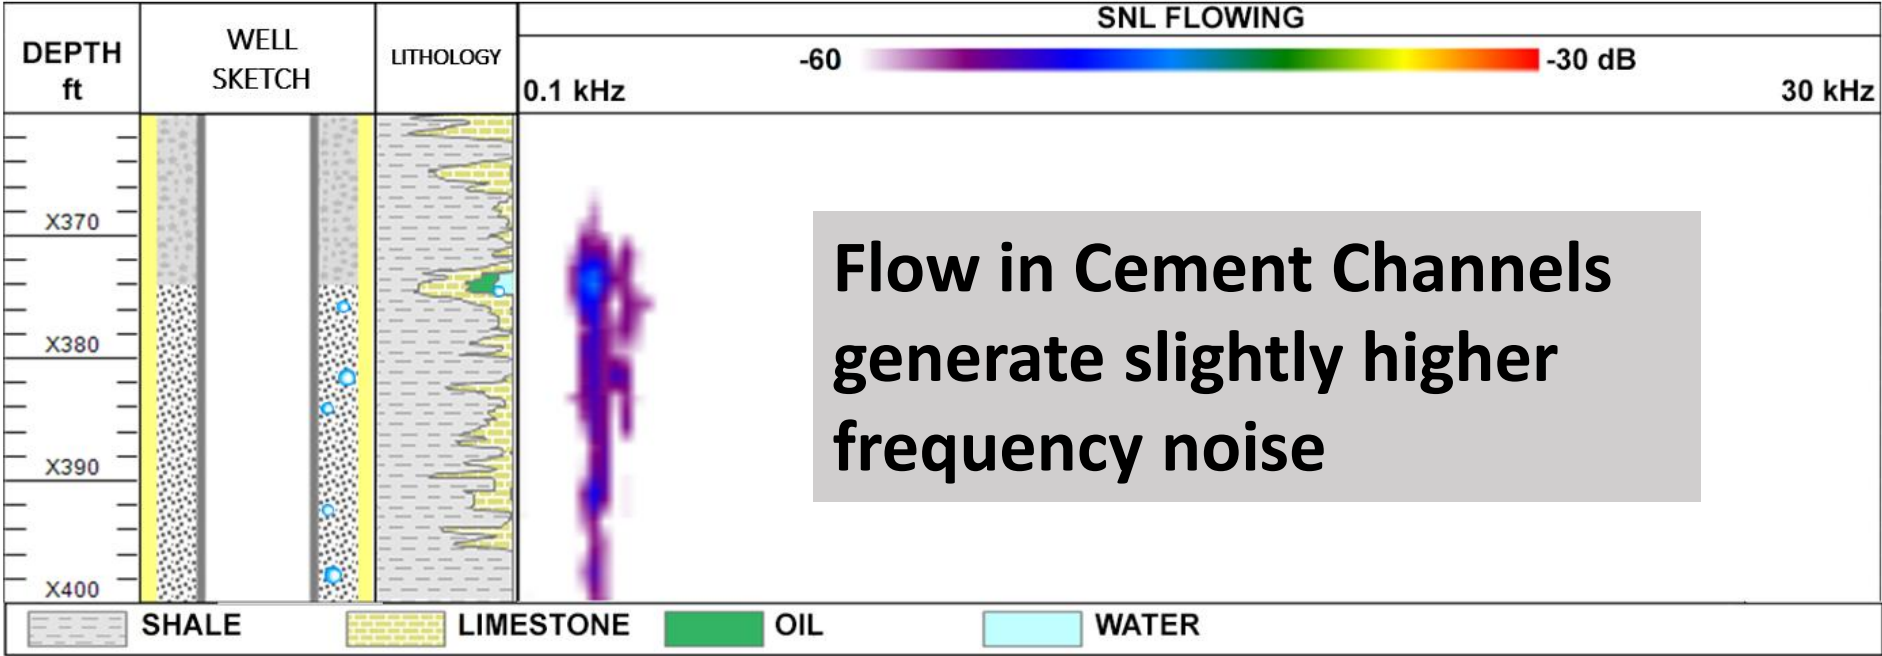 SNL FLOWING
DEPTH
ft
WELL
SKETCH
LITHOLOGY
-60
-30 dB
0.1 kHz
30 kHz
X370
X380
X390
X400
Flow in Cement Channels
generate slightly higher
frequency noise
SHALE
LIMESTONE
OIL
WATER